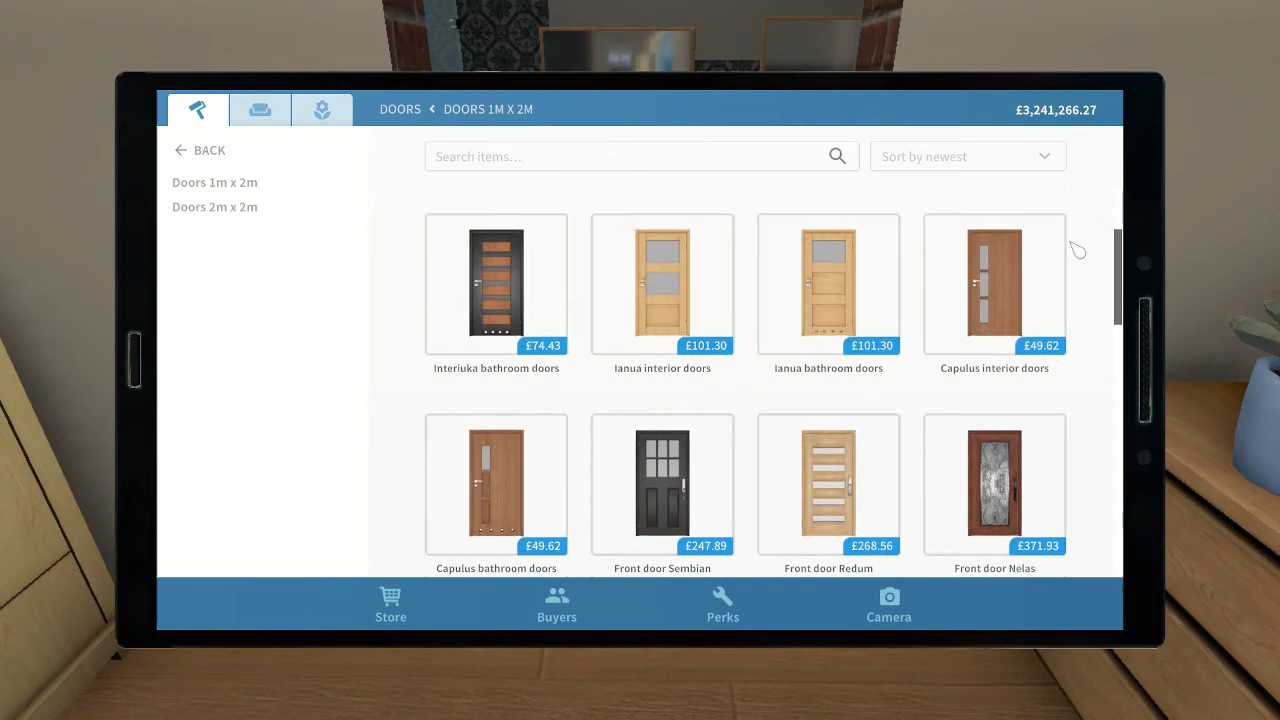 DOORS < DOORS 1M X 2M
£3,241,266.27
BACK
Doors 1m x 2m
Doors 2m x 2m
Search items...
Sort by newest
£74.43
£101.30
£101.30
£49.62
Interiuka bathroom doors
Ianua interior doors
Ianua bathroom doors
Capulus interior doors
£49.62
£247.89
£268.56
£371.93
Capulus bathroom doors
Front door Sembian
Front door Redum
Front door Nelas
Store
Buyers
Perks
Camera